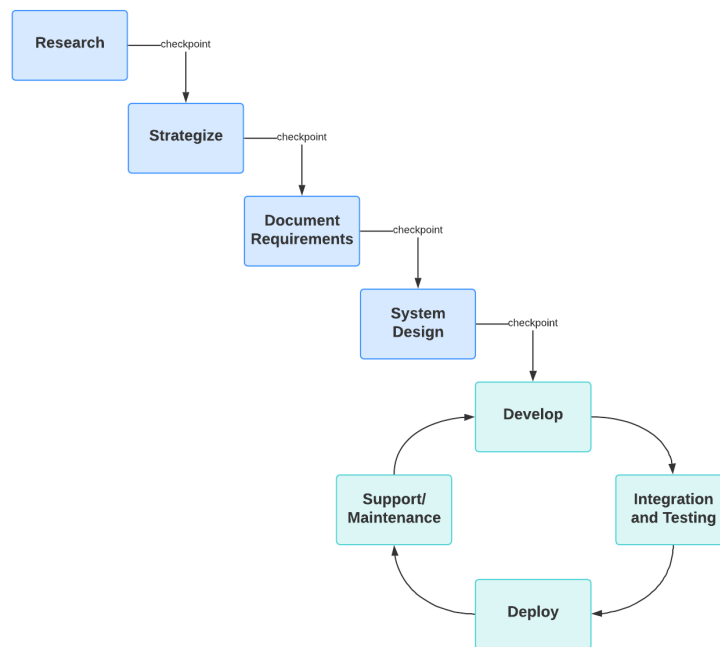 Research
checkpoint
Strategize
checkpoint
Document
Requirements
checkpoint
System
Design
checkpoint
Develop
Support/
Maintenance
Integration
and Testing
Deploy